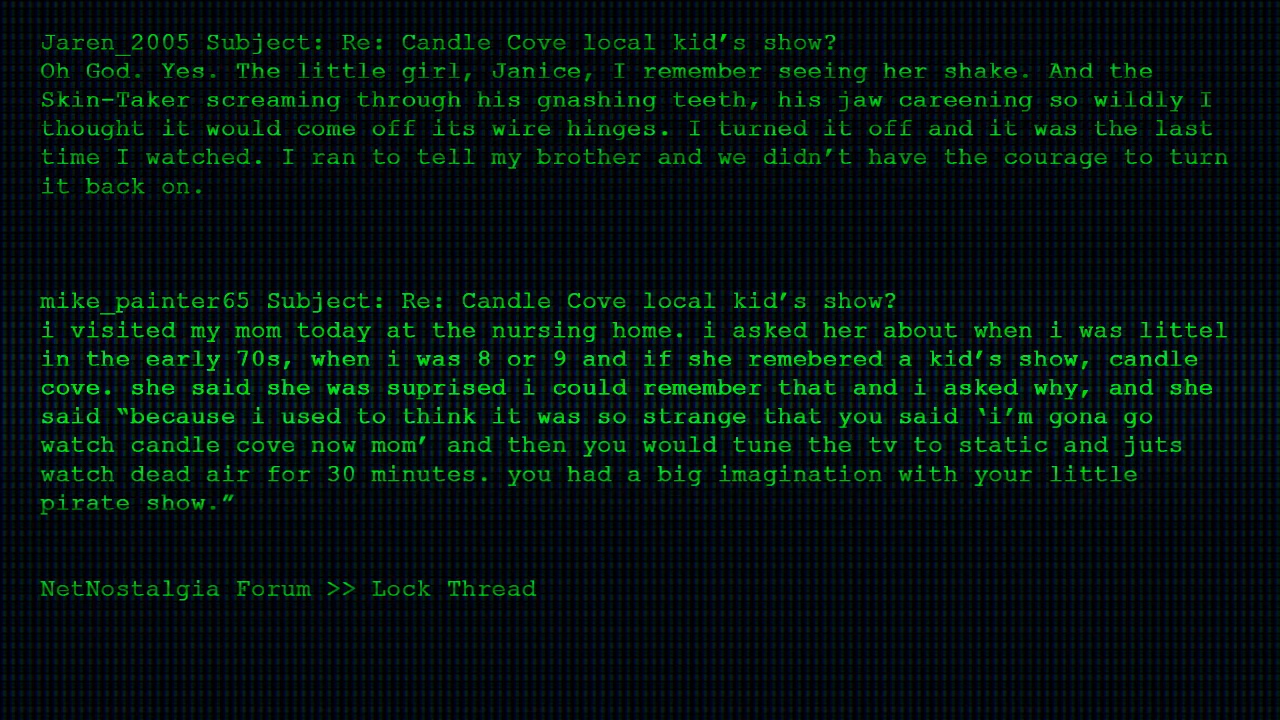 Jaren_2005 Subject: Re: Candle Cove local kid's show?
Oh God. Yes. The little girl, Janice, I remember seeing her shake. And the
Skin-Taker screaming through his gnashing teeth, his jaw careening so wildly I
thought it would come off its wire hinges. I turned it off and it was the last
time I watched. I ran to tell my brother and we didn't have the courage to turn
it back on.
mike_painter65 Subject: Re: Candle Cove local kid's show?
i visited my mom today at the nursing home. i asked her about when i was littel
in the early 70s, when i was 8 or 9 and if she remebered a kid's show, candle
cove. she said she was suprised i could remember that and i asked why, and she
said “because i used to think it was so strange that you said ‘i’m gona go
watch candle cove now mom’ and then you would tune the tv to static and juts
watch dead air for 30 minutes. you had a big imagination with your little
pirate show.”
NetNostalgia Forum >> Lock Thread